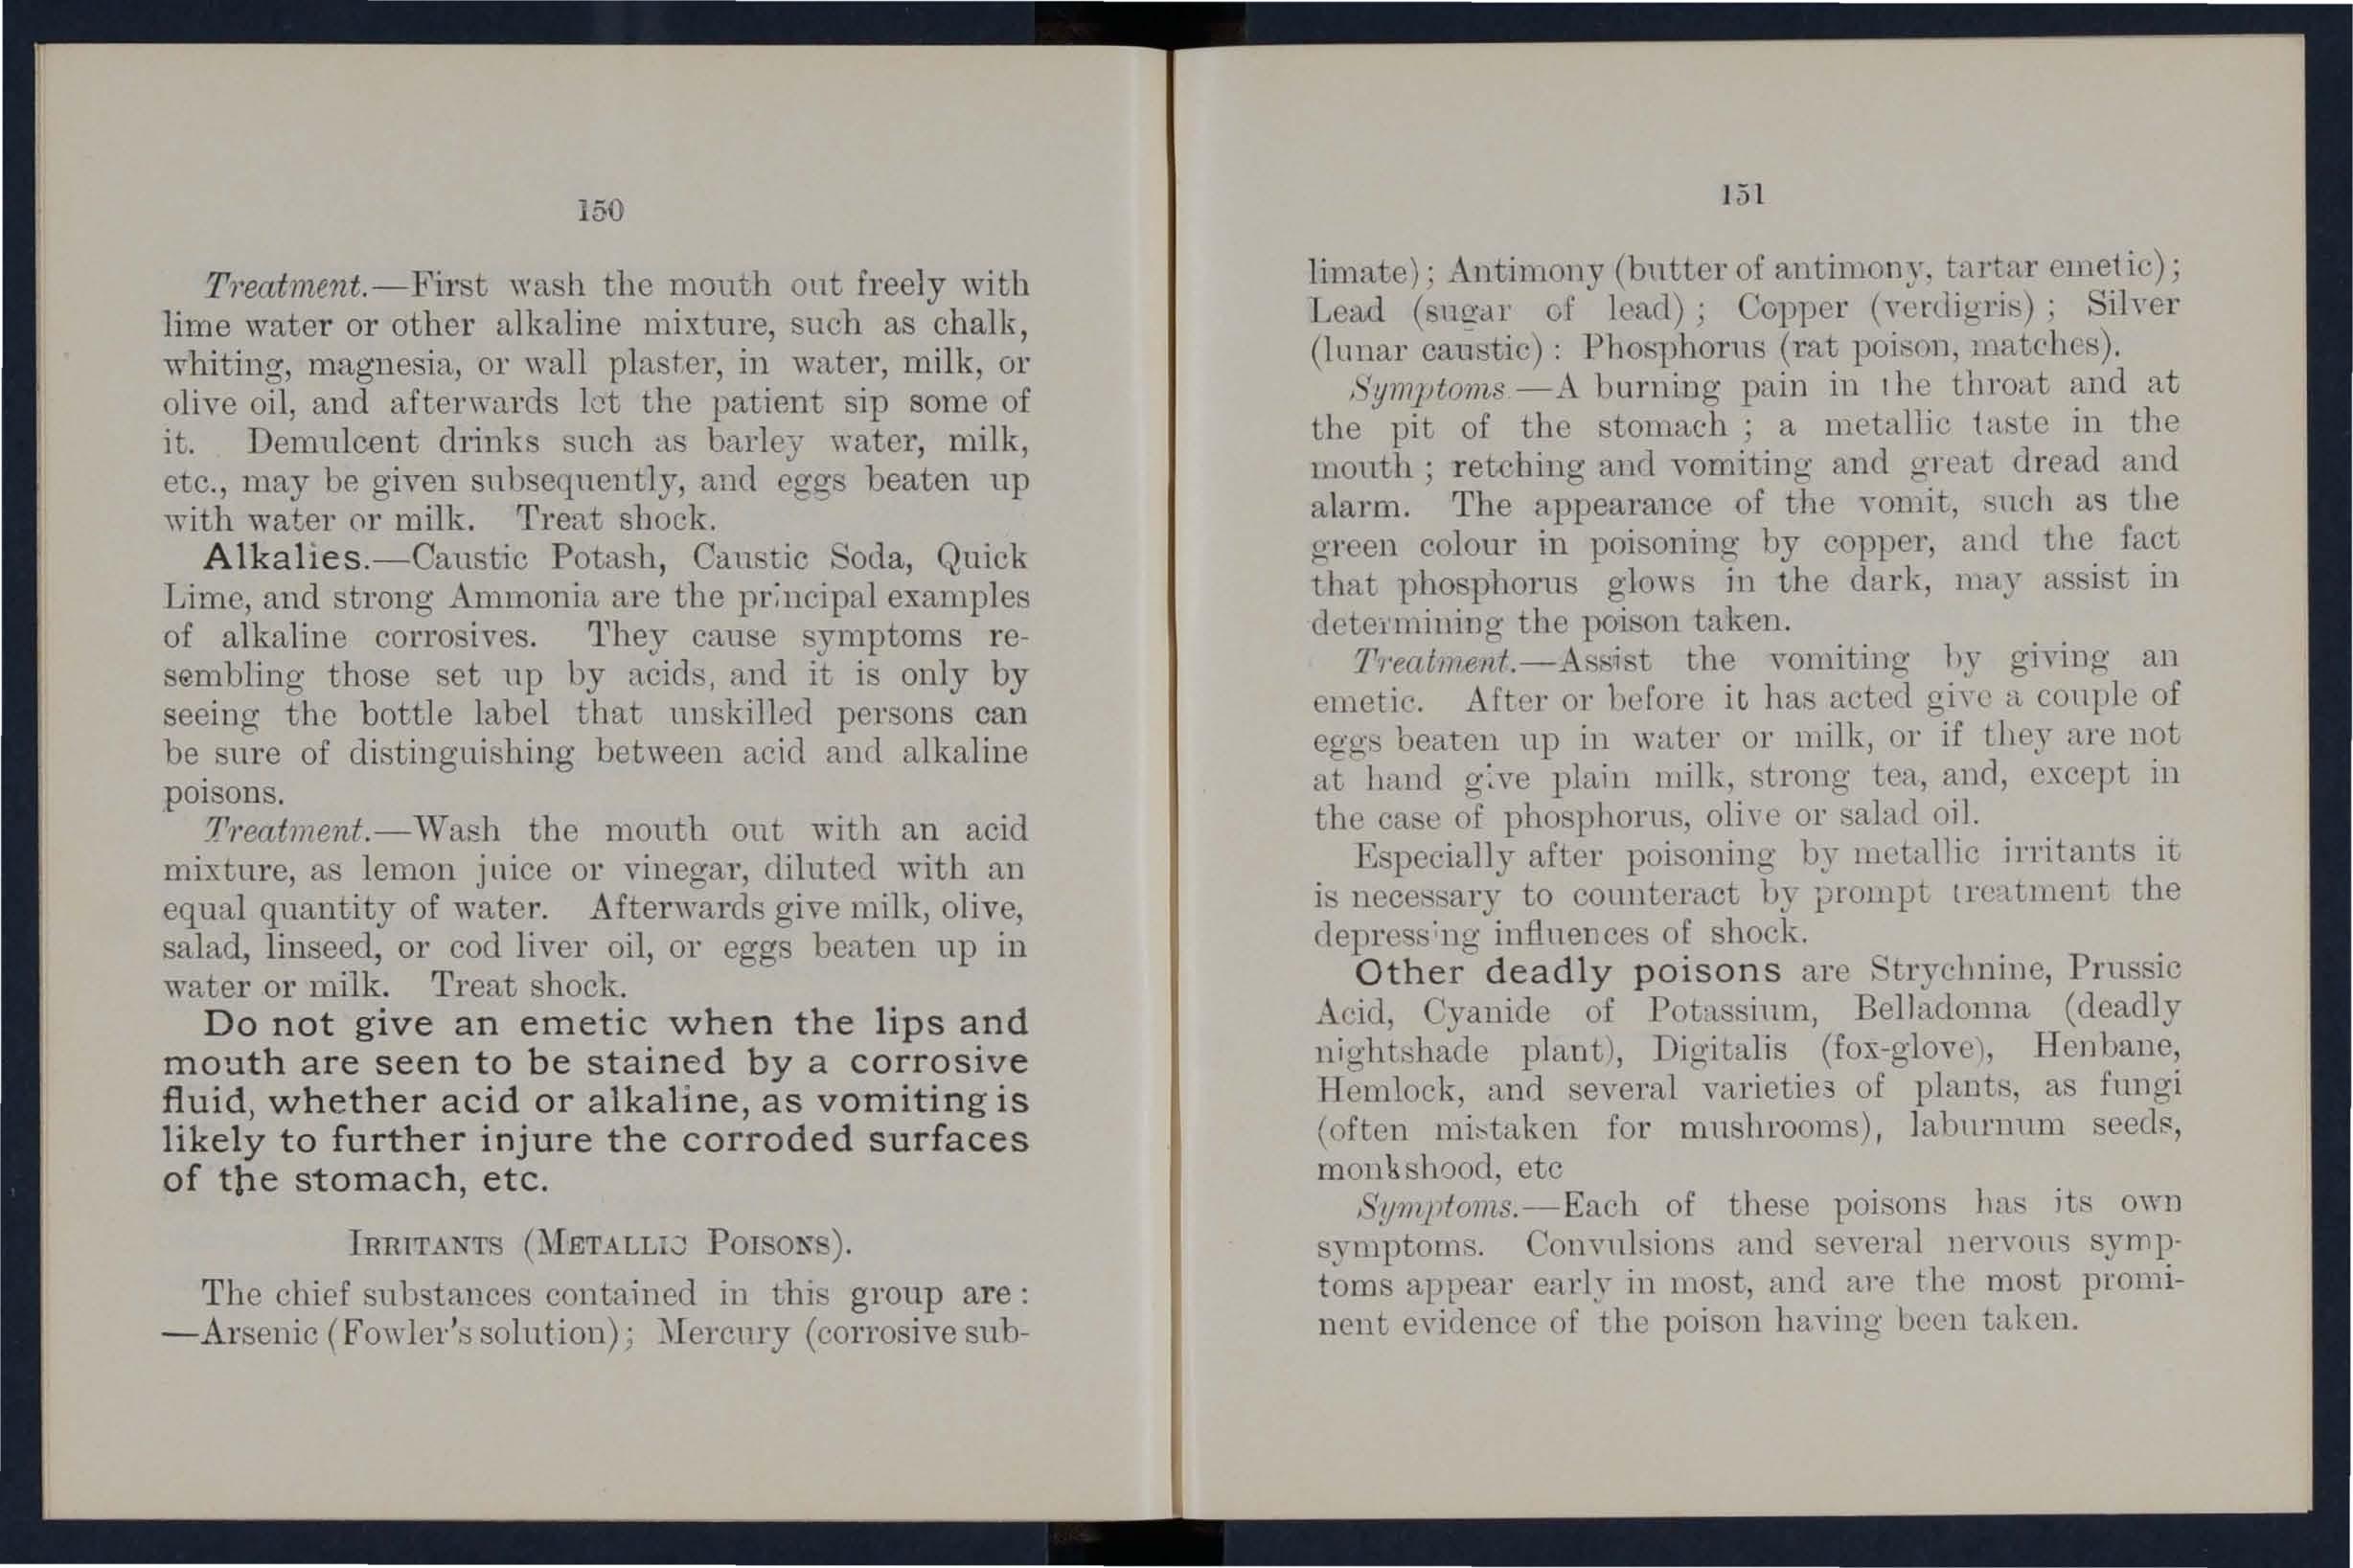 150
Treatment.—First wash the mouth out freely with
lime water or other alkaline mixture, such as chalk,
whiting, magnesia, or wall plaster, in water, milk, or
olive oil, and afterwards let the patient sip some of
it. Demulcent drinks such as barley water, milk,
etc., may be given subsequently, and eggs beaten up
with water or milk. Treat shock.
Alkalies.—Caustic Potash, Caustic Soda, Quick
Lime, and strong Ammonia are the principal examples
of alkaline corrosives. They cause symptoms re-
sembling those set up by acids, and it is only by
seeing the bottle label that unskilled persons can
be sure of distinguishing between acid and alkaline
poisons.
Treatment.—Wash the mouth out with an acid
mixture, as lemon juice or vinegar, diluted with an
equal quantity of water. Afterwards give milk, olive,
salad, linseed, or cod liver oil, or eggs beaten up in
water or milk. Treat shock.
Do not give an emetic when the lips and
mouth are seen to be stained by a corrosive
fluid, whether acid or alkaline, as vomiting is
likely to further injure the corroded surfaces
of the stomach, etc.
IRRITANTS (METALLIC POISONS).
The chief substances contained in this group are :
—Arsenic (Fowler's solution) ; Mercury (corrosive sub-
151
limate) ; Antimony (butter of antimony, tartar emetic) ;
Lead (sugar of lead) ; Copper (verdigris) ; Silver
(lunar caustic) : Phosphorus (rat poison, matches).
Symptoms.—A burning pain in the throat and at
the pit of the stomach ; a metallic taste in the
mouth ; retching and vomiting and great dread and
alarm. The appearance of the vomit, such as the
green colour in poisoning by copper, and the fact
that phosphorus glows in the dark, may assist in
determining the poison taken.
Treatment.—Assist the vomiting by giving an
emetic. After or before it has acted give a couple of
eggs beaten up in water or milk, or if they are not
at hand give plain milk, strong tea, and, except in
the case of phosphorus, olive or salad oil.
Especially after poisoning by metallic irritants it
is necessary to counteract by prompt treatment the
depressing influences of shock.
Other deadly poisons are Strychnine, Prussic
Acid, Cyanide of Potassium, Belladonna (deadly
nightshade plant), Digitalis (fox-glove), Henbane,
Hemlock, and several varieties of plants, as fungi
(often mistaken for mushrooms), laburnum seeds,
monkshood, etc
Symptoms.—Each of these poisons has its own
symptoms. Convulsions and several nervous symp-
toms appear early in most, and are the most promi-
nent evidence of the poison having been taken.